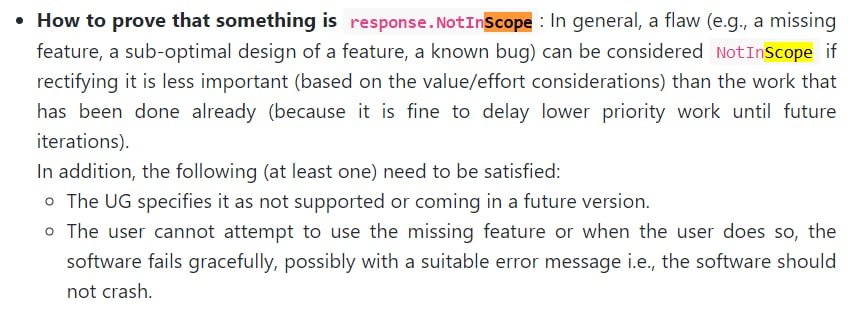 • How to prove that something is response.NotInScope : In general, a flaw (e.g., a missing
feature, a sub-optimal design of a feature, a known bug) can be considered NotInScope if
rectifying it is less important (based on the value/effort considerations) than the work that
has been done already (because it is fine to delay lower priority work until future
iterations).
In addition, the following (at least one) need to be satisfied:
◦ The UG specifies it as not supported or coming in a future version.
◦ The user cannot attempt to use the missing feature or when the user does so, the
software fails gracefully, possibly with a suitable error message i.e., the software should
not crash.